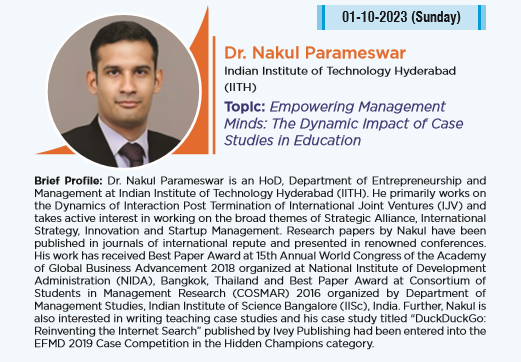 01-10-2023 (Sunday)
Dr. Nakul Parameswar
Indian Institute of Technology Hyderabad
(IITH)
Topic: Empowering Management
Minds: The Dynamic Impact of Case
Studies in Education
Brief Profile: Dr. Nakul Parameswar is an HoD, Department of Entrepreneurship and
Management at Indian Institute of Technology Hyderabad (IITH). He primarily works on
the Dynamics of Interaction Post Termination of International Joint Ventures (IJV) and
takes active interest in working on the broad themes of Strategic Alliance, International
Strategy, Innovation and Startup Management. Research papers by Nakul have been
published in journals of international repute and presented in renowned conferences.
His work has received Best Paper Award at 15th Annual World Congress of the Academy
of Global Business Advancement 2018 organized at National Institute of Development
Administration (NIDA), Bangkok, Thailand and Best Paper Award at Consortium of
Students in Management Research (COSMAR) 2016 organized by Department of
Management Studies, Indian Institute of Science Bangalore (IISc), India. Further, Nakul is
also interested in writing teaching case studies and his case study titled “DuckDuckGo:
Reinventing the Internet Search” published by Ivey Publishing had been entered into the
EFMD 2019 Case Competition in the Hidden Champions category.